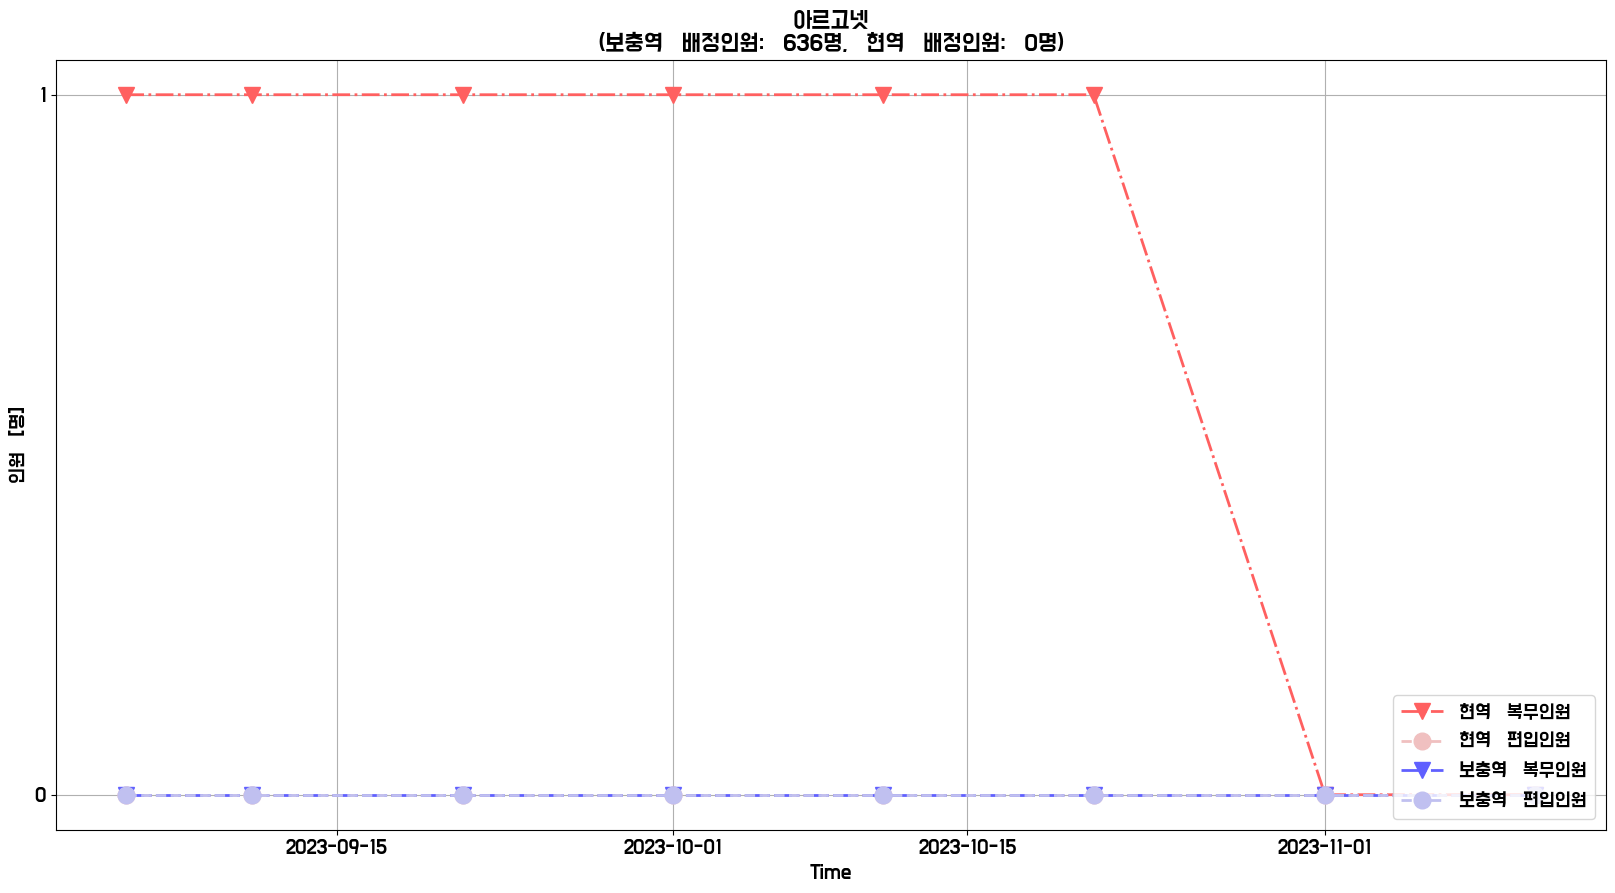 아르고넷
(보충역 배정인원: 636명, 현역 배정인원: 0명)
1
0
인원 [명]
2023-09-15
2023-10-01
2023-10-15
2023-11-01
Time
현역 복무인원
현역 편입인원
보충역 복무인원
보충역 편입인원